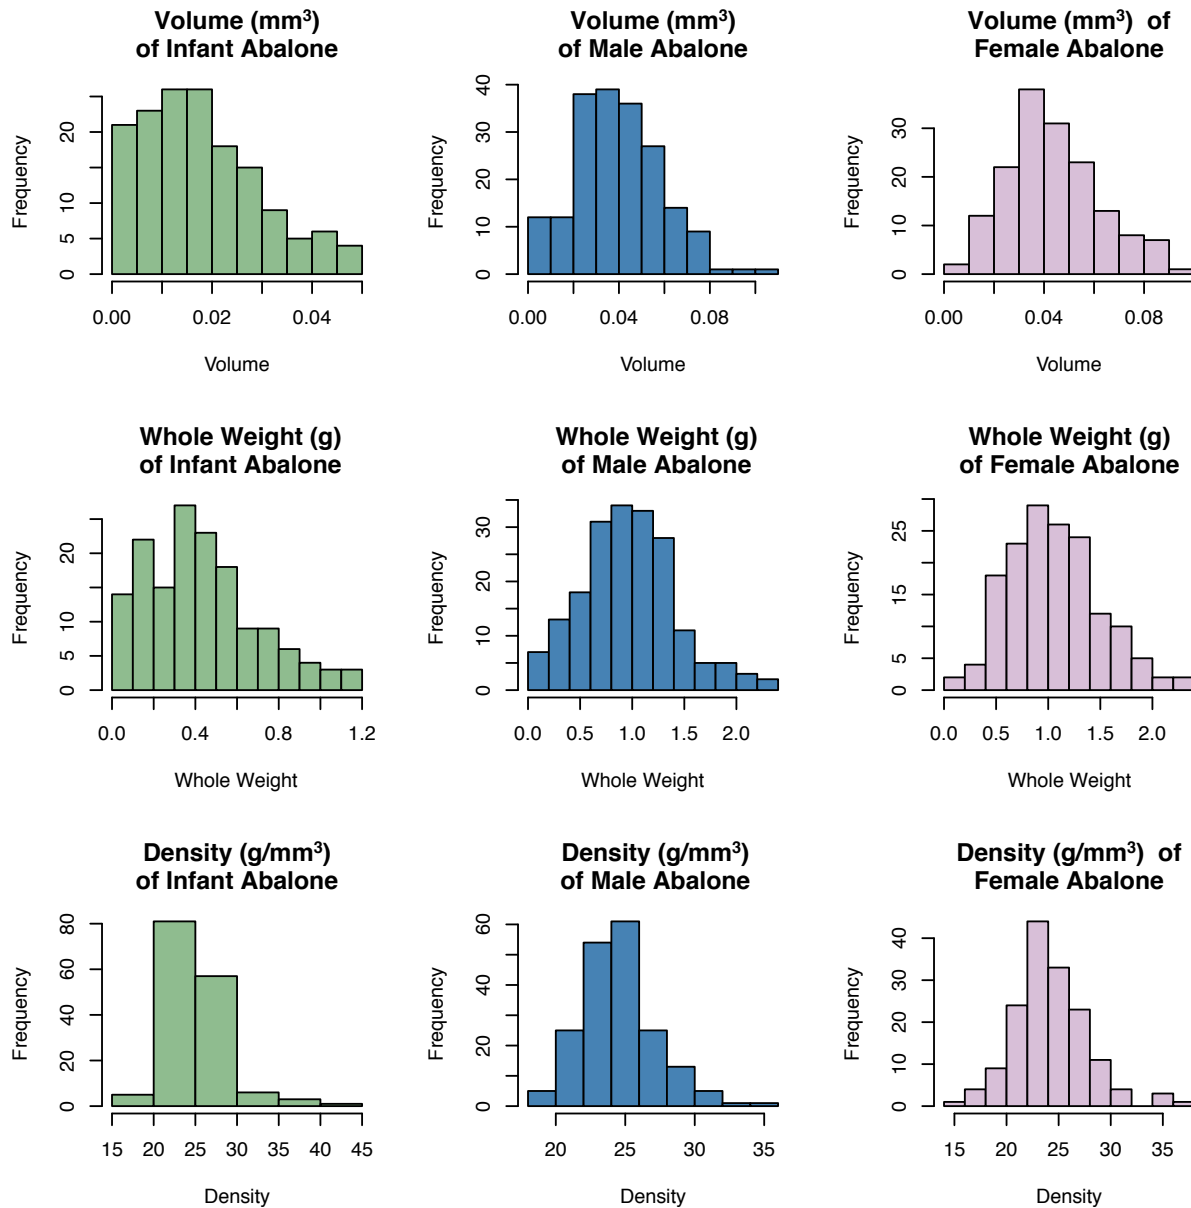 Volume (mm³)
of Infant Abalone
Frequency
0 5 10 20
0.00 0.02 0.04
Volume
Volume (mm³)
of Male Abalone
Frequency
0 10 20 30 40
0.00 0.04 0.08
Volume
Volume (mm³) of
Female Abalone
Frequency
0 10 20 30
0.00 0.04 0.08
Volume
Whole Weight (g)
of Infant Abalone
Frequency
0 5 10 20
0.0 0.4 0.8 1.2
Whole Weight
Whole Weight (g)
of Male Abalone
Frequency
0 10 20 30
0.0 0.5 1.0 1.5 2.0
Whole Weight
Whole Weight (g)
of Female Abalone
Frequency
0 5 15 25
0.0 0.5 1.0 1.5 2.0
Whole Weight
Density (g/mm³)
of Infant Abalone
Frequency
0 20 40 60 80
15 20 25 30 35 40 45
Density
Density (g/mm³)
of Male Abalone
Frequency
0 20 40 60
20 25 30 35
Density
Density (g/mm³) of
Female Abalone
Frequency
0 10 20 30 40
15 20 25 30 35
Density